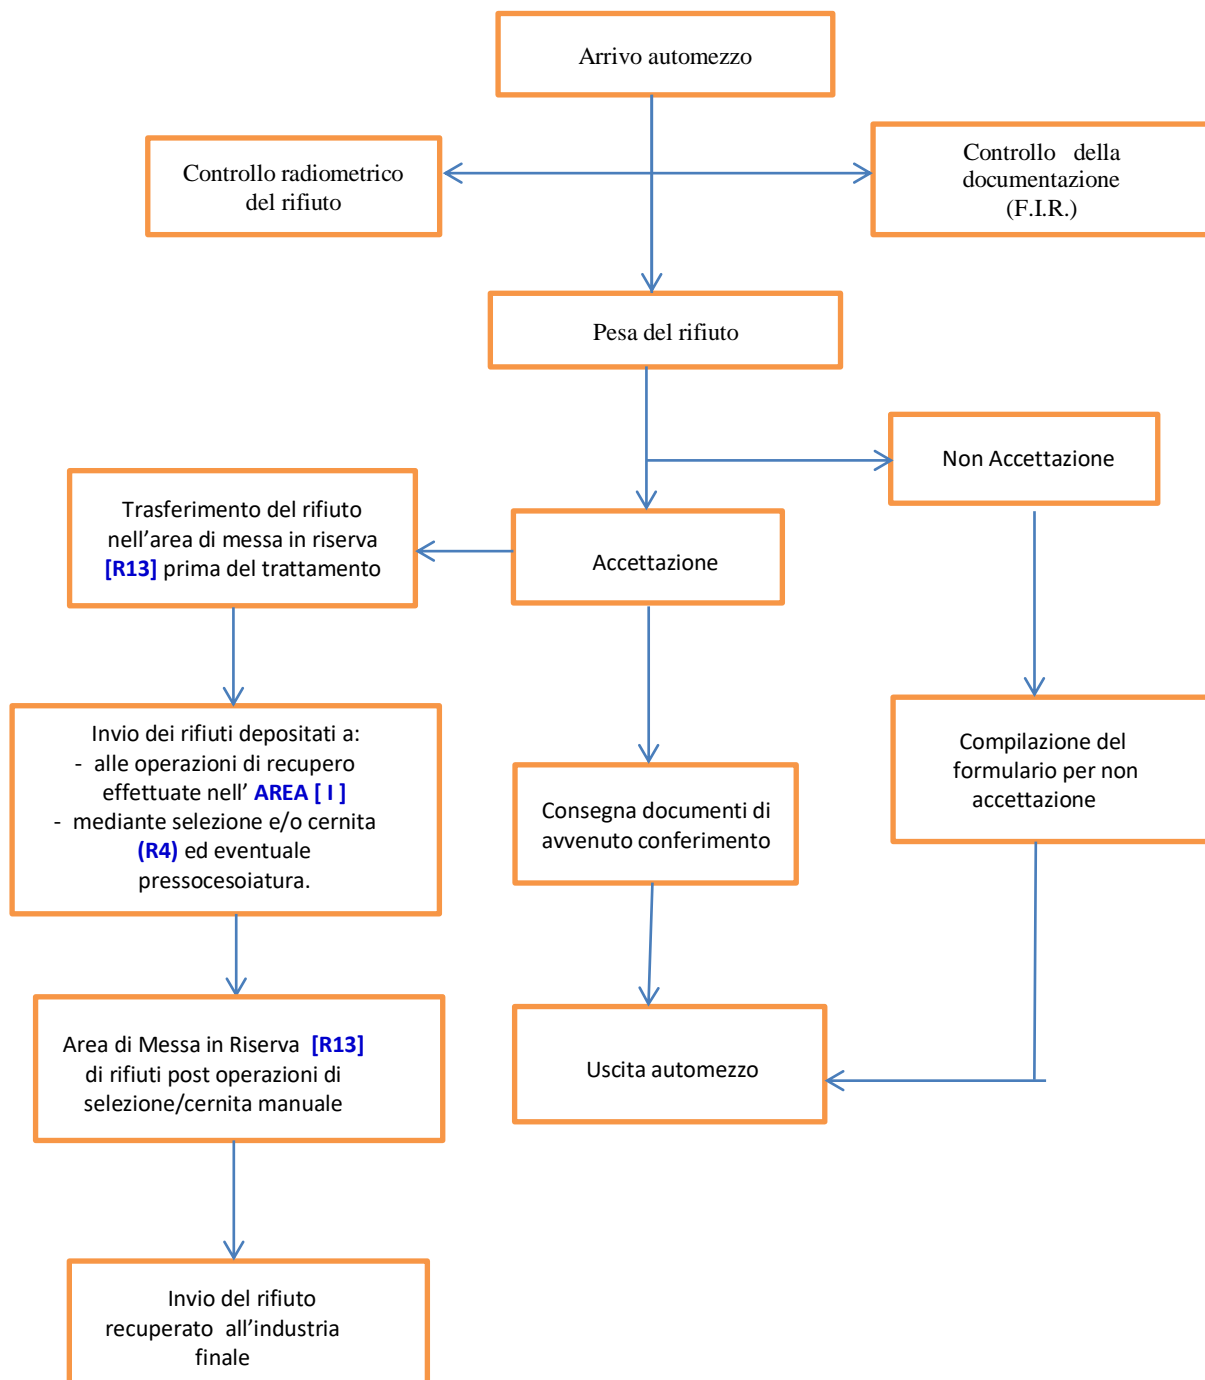 Arrivo automezzo
Controllo radiometrico
del rifiuto
Controllo della
documentazione
(F.I.R.)
Pesa del rifiuto
Non Accettazione
Trasferimento del rifiuto
nell’area di messa in riserva
[R13] prima del trattamento
Accettazione
Invio dei rifiuti depositati a:
- alle operazioni di recupero
effettuate nell’ AREA [ I ]
- mediante selezione e/o cernita
(R4) ed eventuale
pressocesoiatura.
Consegna documenti di
avvenuto conferimento
Compilazione del
formulario per non
accettazione
Area di Messa in Riserva [R13]
di rifiuti post operazioni di
selezione/cernita manuale
Uscita automezzo
Invio del rifiuto
recuperato all’industria
finale